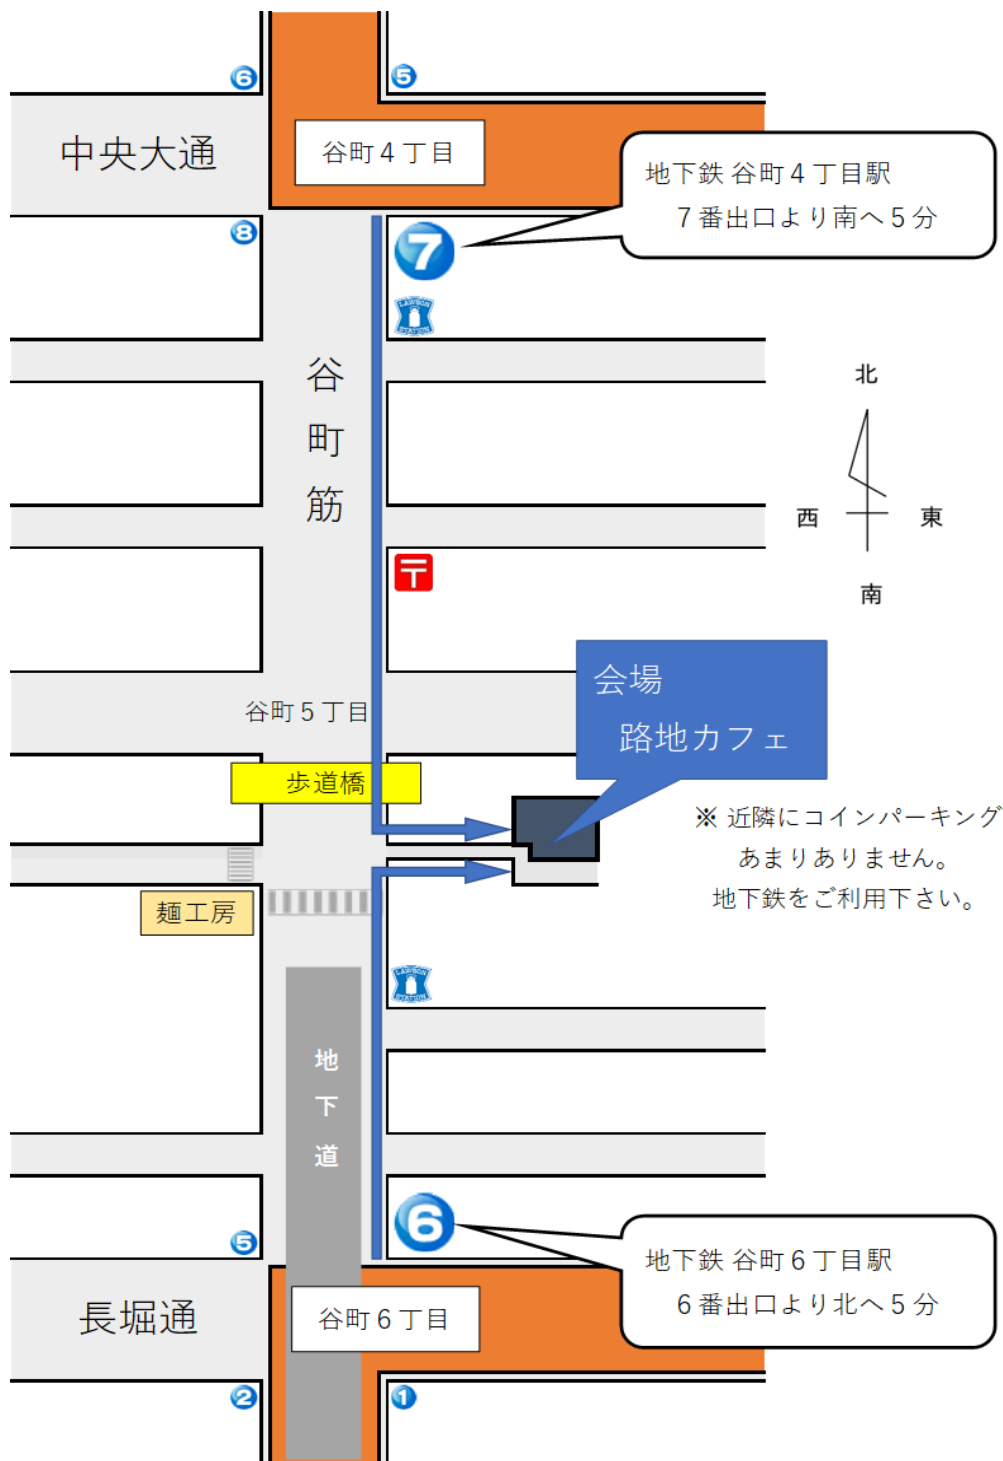 ⑥
⑤
中央大通
谷町4丁目
地下鉄 谷町4丁目駅
7番出口より南へ5分
⑧
7
LAWSON
STATION
谷町筋
北
西
東
南
〒
会場
路地カフェ
谷町5丁目
歩道橋
※ 近隣にコインパーキング
あまりありません。
地下鉄をご利用下さい。
麺工房
LAWSON
STATION
地下道
6
⑤
地下鉄 谷町6丁目駅
6番出口より北へ5分
長堀通
谷町6丁目
②
①